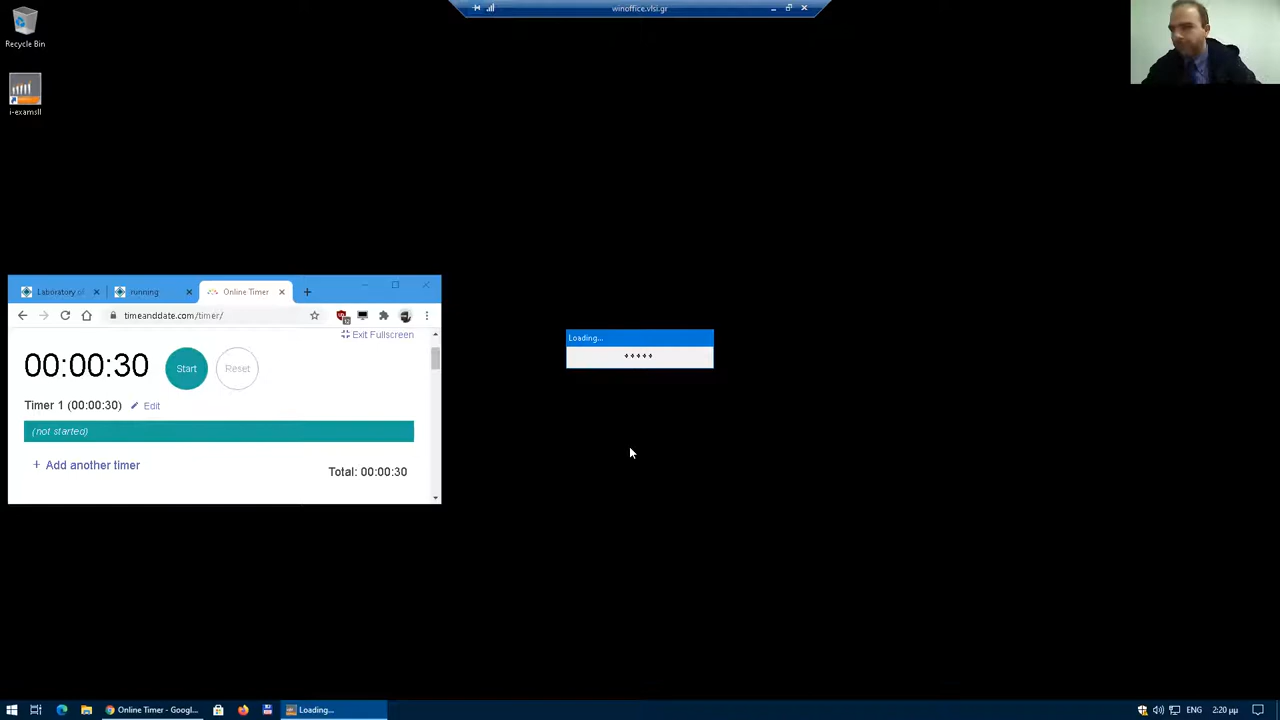 winoffice.vlsi.gr
Recycle Bin
i-examsII
Laboratory of
running
Online Timer
timeanddate.com/timer/
Exit Fullscreen
00:00:30
Start
Reset
Timer 1 (00:00:30)
Edit
(not started)
+ Add another timer
Total: 00:00:30
Loading...
*****
Online Timer - Googl...
Loading...
ENG
2:20 μμ